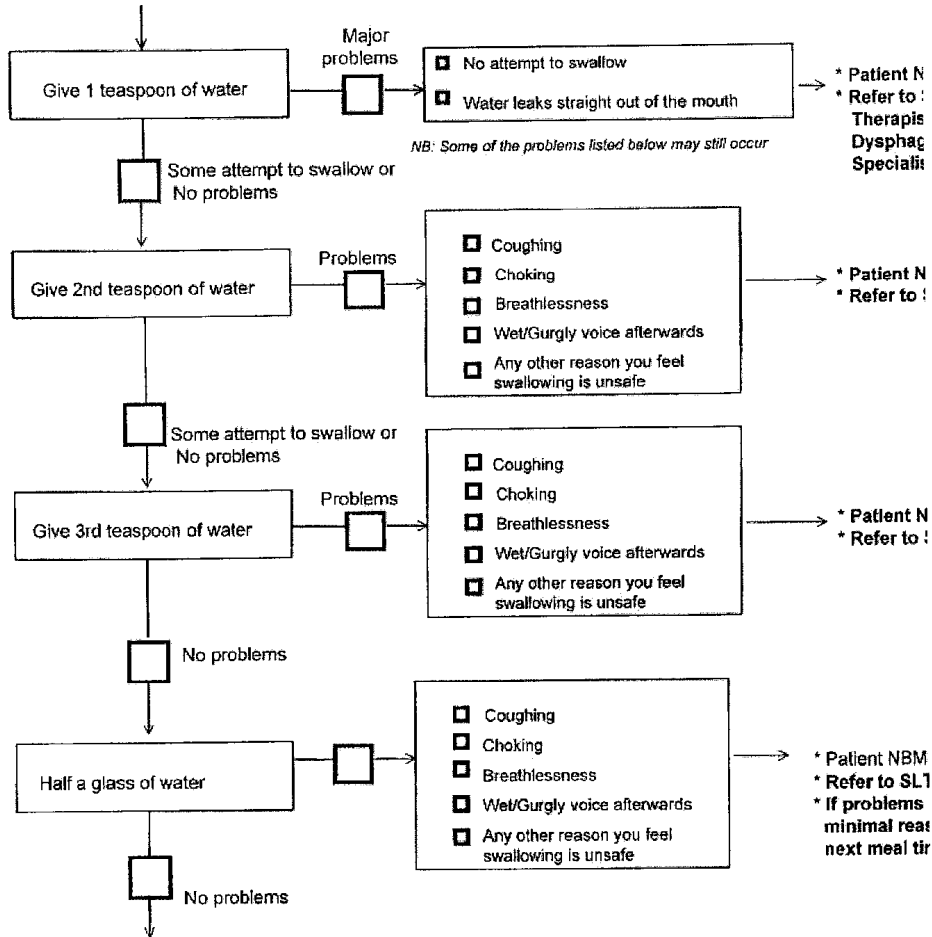 Major
problems
Give 1 teaspoon of water
No attempt to swallow
Water leaks straight out of the mouth
* Patient N
* Refer to
Therapis
Dysphag
Specialis
NB: Some of the problems listed below may still occur
Some attempt to swallow or
No problems
Problems
Give 2nd teaspoon of water
Coughing
Choking
Breathlessness
Wet/Gurgly voice afterwards
Any other reason you feel
swallowing is unsafe
* Patient N
* Refer to
Some attempt to swallow or
No problems
Problems
Give 3rd teaspoon of water
Coughing
Choking
Breathlessness
Wet/Gurgly voice afterwards
Any other reason you feel
swallowing is unsafe
* Patient N
* Refer to
No problems
Half a glass of water
Coughing
Choking
Breathlessness
Wet/Gurgly voice afterwards
Any other reason you feel
swallowing is unsafe
* Patient NBM
* Refer to SLT
* If problems
minimal reas
next meal tir
No problems